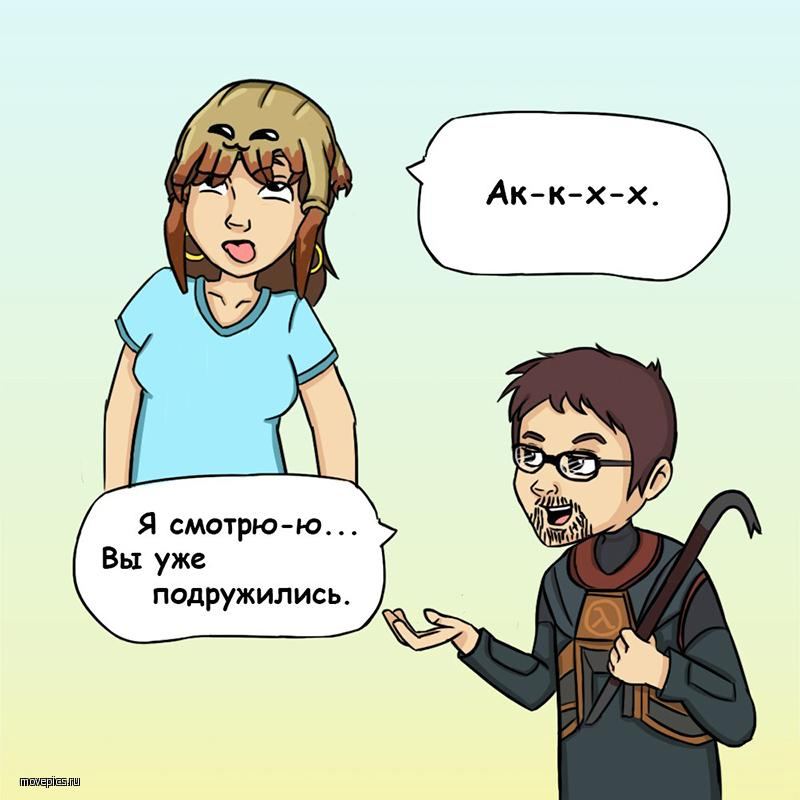 Ак-к-х-х.
Я смотрю-ю...
Вы уже
подружились.
λ
movepics.ru